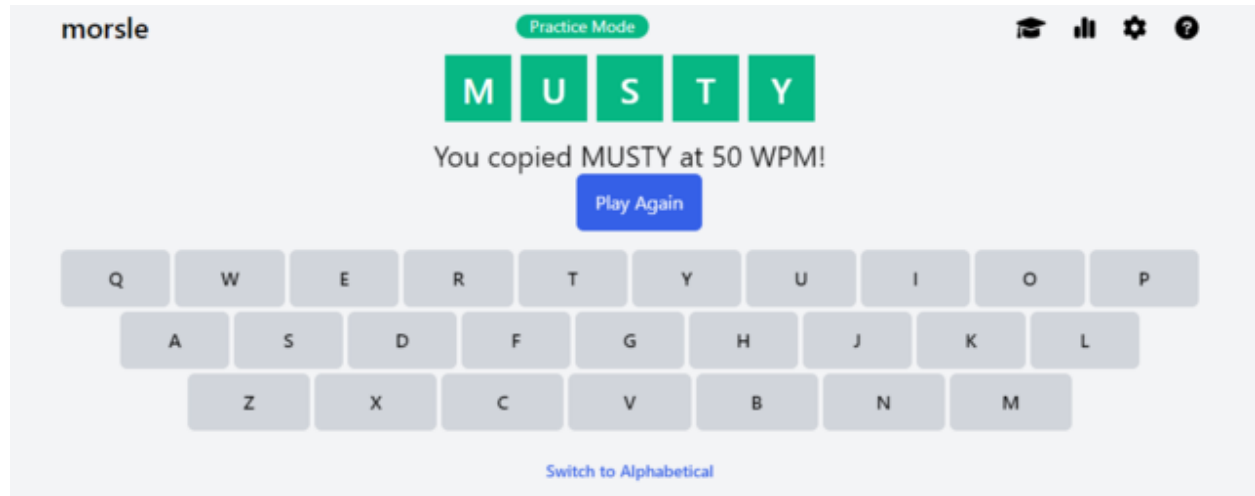 morsle Practice Mode
M U S T Y
You copied MUSTY at 50 WPM!
Play Again
Q W E R T Y U I O P
A S D F G H J K L
Z X C V B N M
Switch to Alphabetical